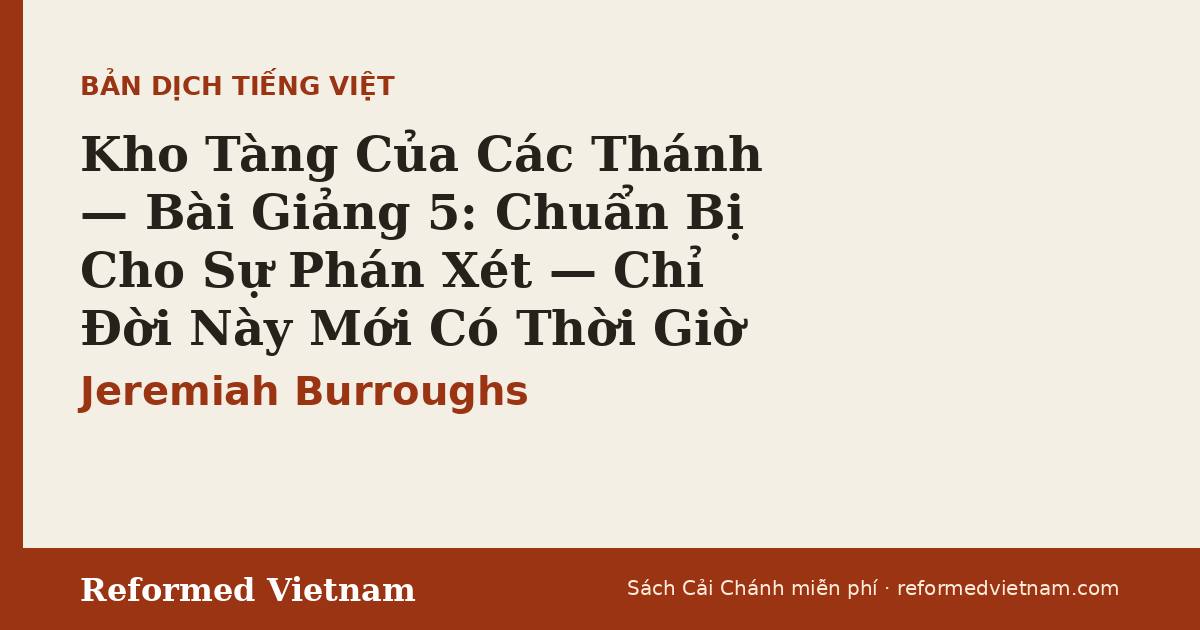 BẢN DỊCH TIẾNG VIỆT
Kho Tàng Của Các Thánh
— Bài Giảng 5: Chuẩn Bị
Cho Sự Phán Xét — Chỉ
Đời Này Mới Có Thời Giờ
Jeremiah Burroughs
Reformed Vietnam
Sách Cải Chánh miễn phí · reformedvietnam.com